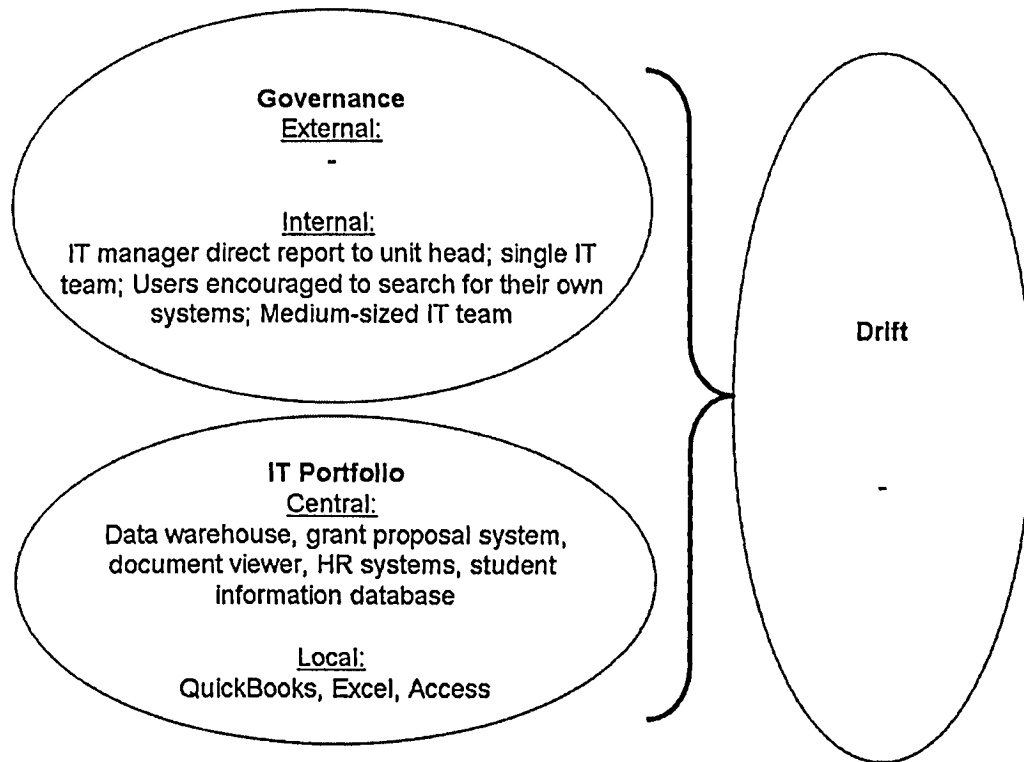 Governance
External:
-
Internal:
IT manager direct report to unit head; single IT
team; Users encouraged to search for their own
systems; Medium-sized IT team
IT Portfolio
Central:
Data warehouse, grant proposal system,
document viewer, HR systems, student
information database
Local:
QuickBooks, Excel, Access
Drift
-